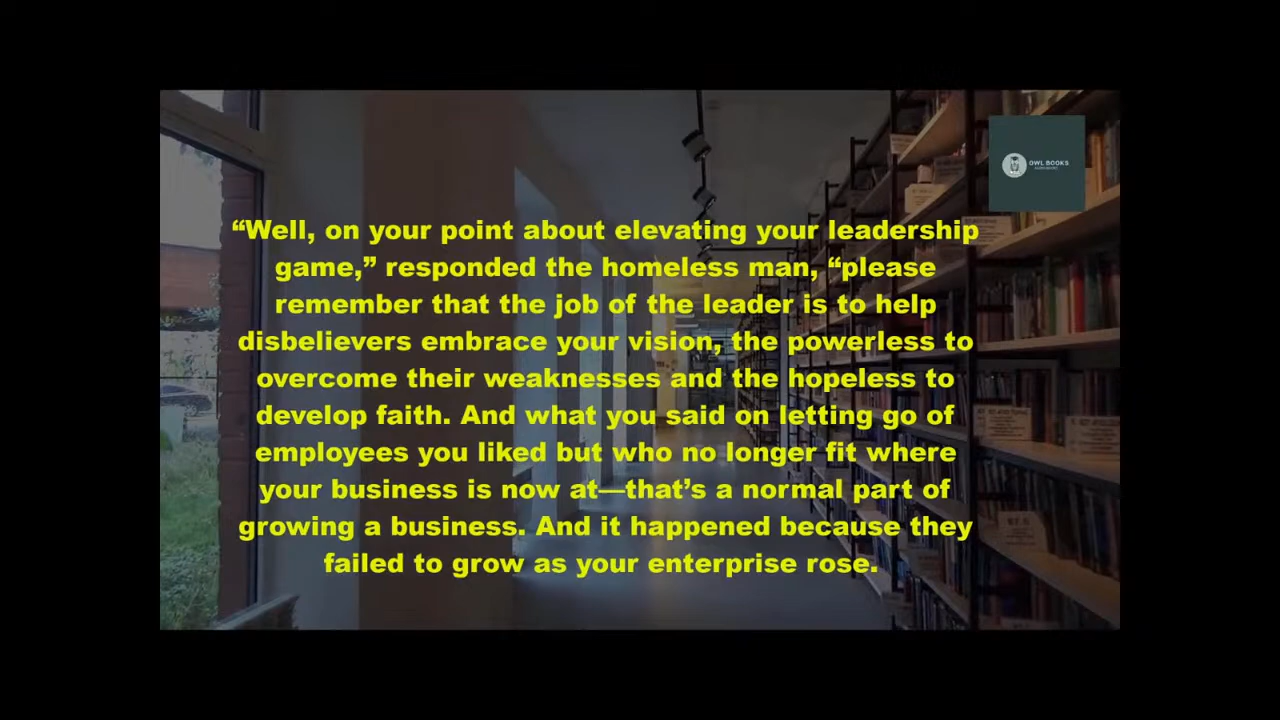 OWL BOOKS
“Well, on your point about elevating your leadership
game,” responded the homeless man, “please
remember that the job of the leader is to help
disbelievers embrace your vision, the powerless to
overcome their weaknesses and the hopeless to
develop faith. And what you said on letting go of
employees you liked but who no longer fit where
your business is now at—that’s a normal part of
growing a business. And it happened because they
failed to grow as your enterprise rose.